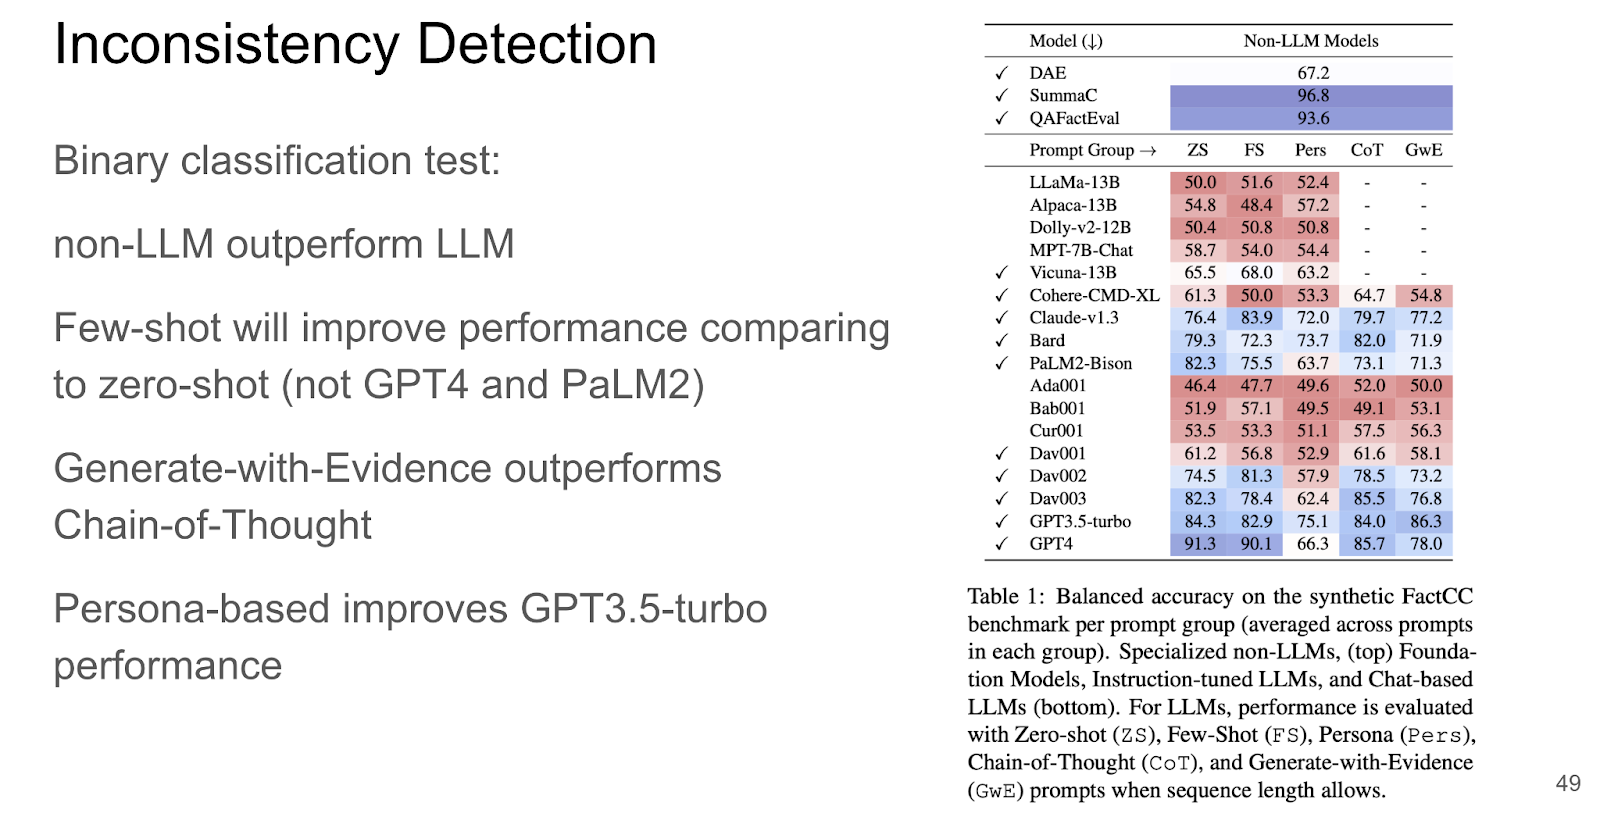 Inconsistency Detection
Binary classification test:
non-LLM outperform LLM
Few-shot will improve performance comparing
to zero-shot (not GPT4 and PaLM2)
Generate-with-Evidence outperforms
Chain-of-Thought
Persona-based improves GPT3.5-turbo
performance
Model (↓) Non-LLM Models
✓ DAE 67.2
✓ SummaC 96.8
✓ QAFactEval 93.6
Prompt Group → ZS FS Pers CoT GwE
LLaMa-13B 50.0 51.6 52.4 - -
Alpaca-13B 54.8 48.4 57.2 - -
Dolly-v2-12B 50.4 50.8 50.8 - -
MPT-7B-Chat 58.7 54.0 54.4 - -
✓ Vicuna-13B 65.5 68.0 63.2 - -
✓ Cohere-CMD-XL 61.3 50.0 53.3 64.7 54.8
✓ Claude-v1.3 76.4 83.9 72.0 79.7 77.2
✓ Bard 79.3 72.3 73.7 82.0 71.9
✓ PaLM2-Bison 82.3 75.5 63.7 73.1 71.3
Ada001 46.4 47.7 49.6 52.0 50.0
Bab001 51.9 57.1 49.5 49.1 53.1
Cur001 53.5 53.3 51.1 57.5 56.3
✓ Dav001 61.2 56.8 52.9 61.6 58.1
✓ Dav002 74.5 81.3 57.9 78.5 73.2
✓ Dav003 82.3 78.4 62.4 85.5 76.8
✓ GPT3.5-turbo 84.3 82.9 75.1 84.0 86.3
✓ GPT4 91.3 90.1 66.3 85.7 78.0
Table 1: Balanced accuracy on the synthetic FactCC
benchmark per prompt group (averaged across prompts
in each group). Specialized non-LLMs, (top) Founda-
tion Models, Instruction-tuned LLMs, and Chat-based
LLMs (bottom). For LLMs, performance is evaluated
with Zero-shot (ZS), Few-Shot (FS), Persona (Pers),
Chain-of-Thought (CoT), and Generate-with-Evidence
(GwE) prompts when sequence length allows.
49